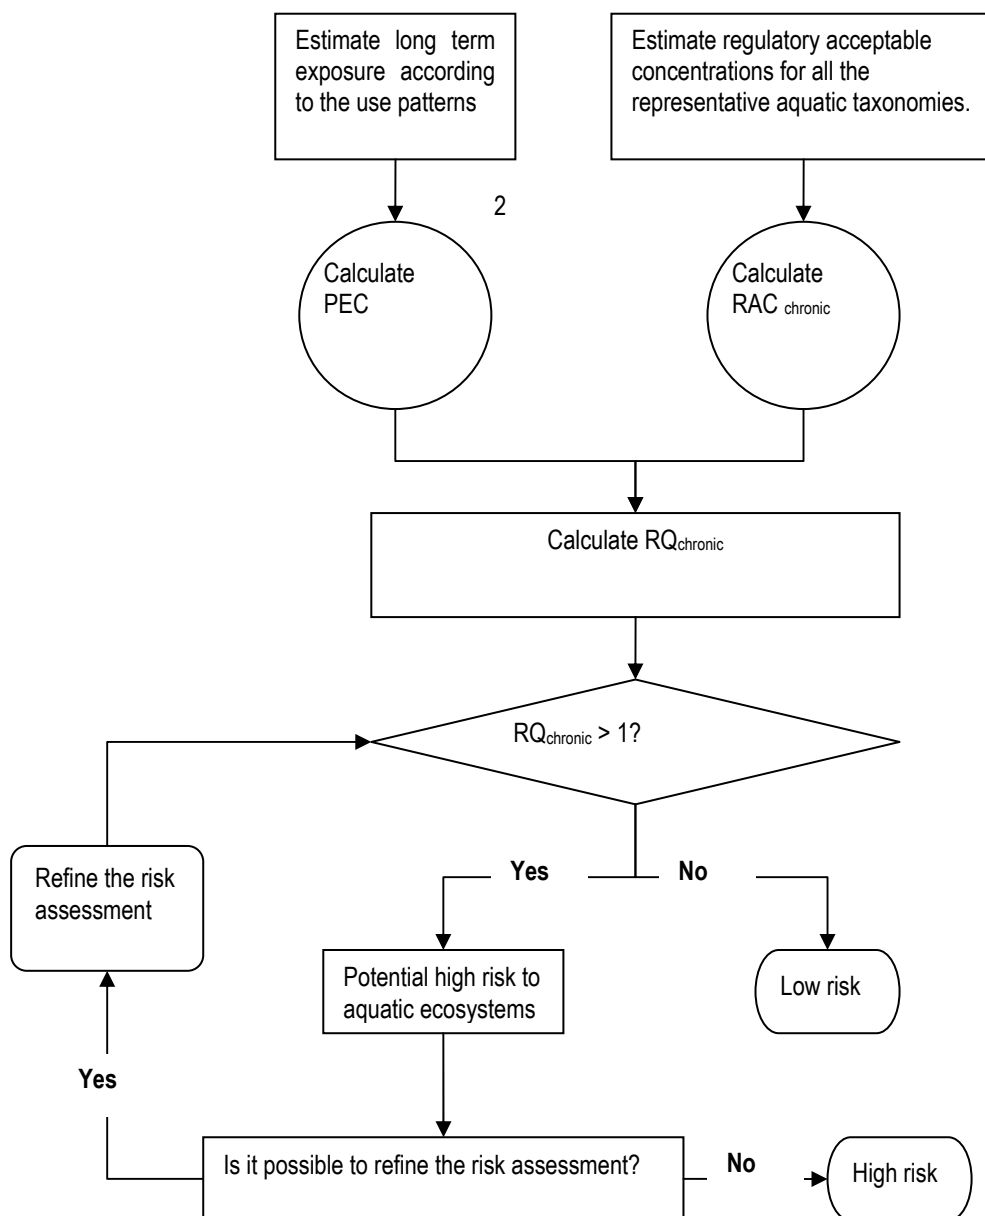 Estimate long term
exposure according
to the use patterns
Estimate regulatory acceptable
concentrations for all the
representative aquatic taxonomies.
2
Calculate
PEC
Calculate
RAC chronic
Calculate RQchronic
RQchronic > 1?
Refine the risk
assessment
Yes
No
Potential high risk to
aquatic ecosystems
Low risk
Yes
Is it possible to refine the risk assessment?
No
High risk